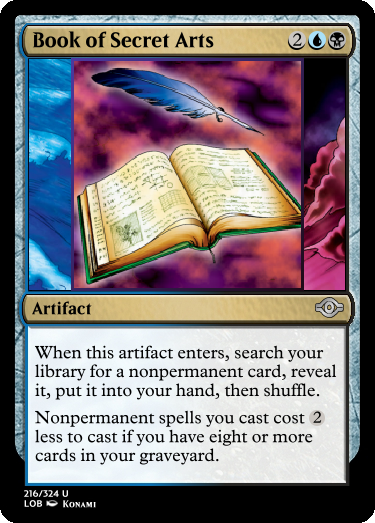 Book of Secret Arts 2
Artifact
When this artifact enters, search your
library for a nonpermanent card, reveal
it, put it into your hand, then shuffle.
Nonpermanent spells you cast cost 2
less to cast if you have eight or more
cards in your graveyard.
216/324 U
LOB Konami